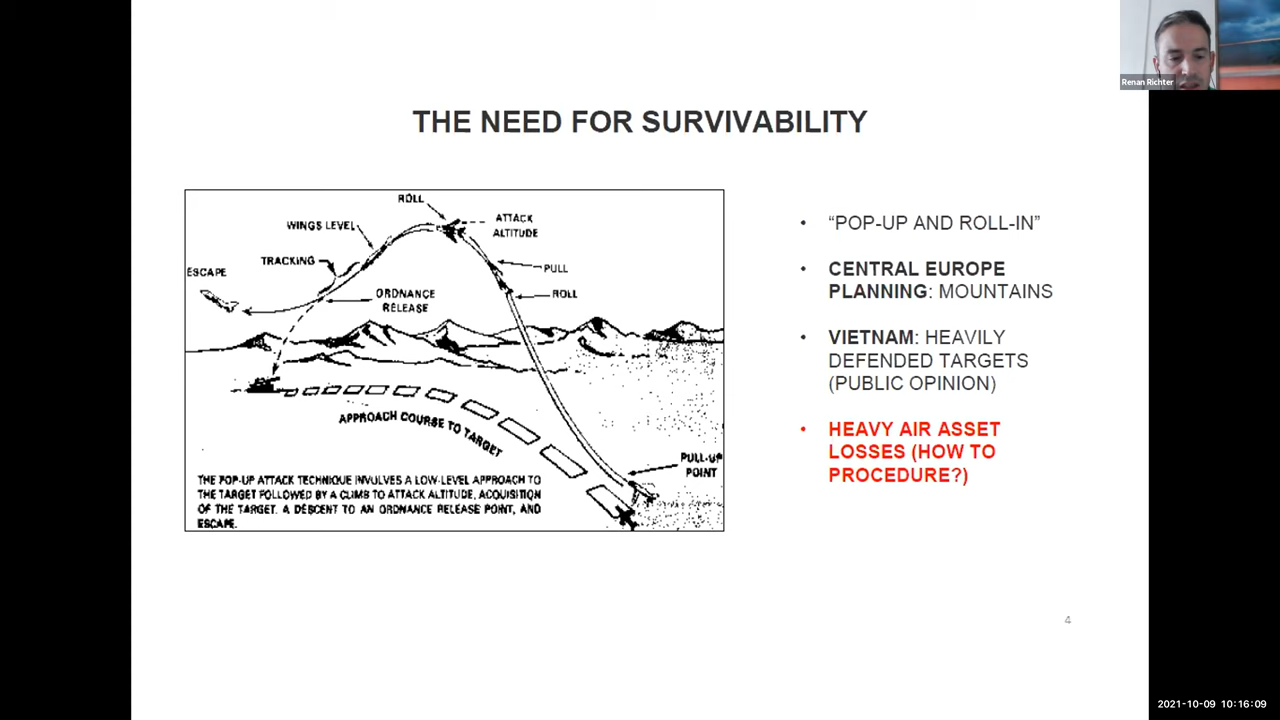 Renan Richter
THE NEED FOR SURVIVABILITY
ROLL
ATTACK
ALTITUDE
WINGS LEVEL
TRACKING
PULL
ESCAPE
ORDNANCE
RELEASE
ROLL
APPROACH COURSE TO TARGET
PULL-UP
POINT
THE POP-UP ATTACK TECHNIQUE INVOLVES A LOW-LEVEL APPROACH TO
THE TARGET FOLLOWED BY A CLIMB TO ATTACK ALTITUDE, ACQUISITION
OF THE TARGET. A DESCENT TO AN ORDNANCE RELEASE POINT, AND
ESCAPE.
• “POP-UP AND ROLL-IN”
• CENTRAL EUROPE
PLANNING: MOUNTAINS
• VIETNAM: HEAVILY
DEFENDED TARGETS
(PUBLIC OPINION)
• HEAVY AIR ASSET
LOSSES (HOW TO
PROCEDURE?)
4
2021-10-09 10:16:09